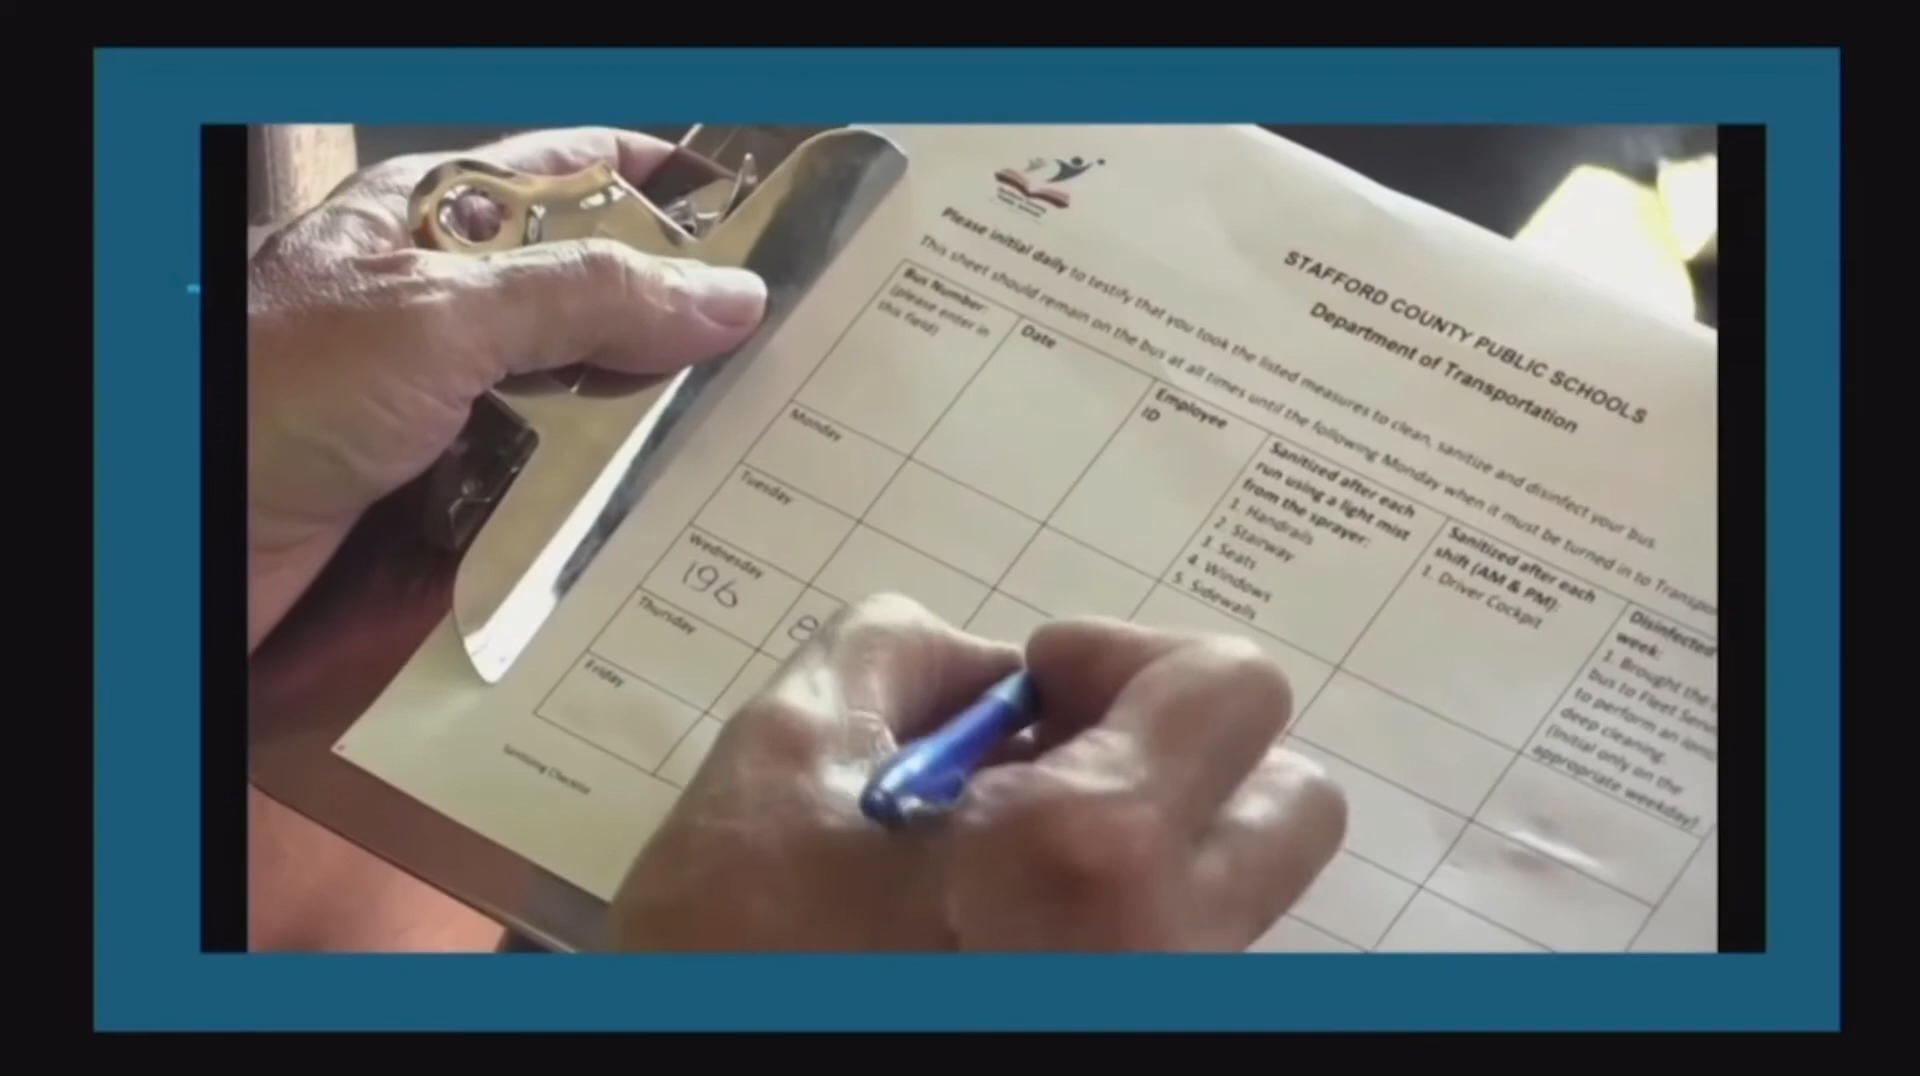 STAFFORD COUNTY PUBLIC SCHOOLS
Department of Transportation
Please initial daily to testify that you took the listed measures to clean, sanitize and disinfect your bus.
This sheet should remain on the bus at all times until the following Monday when it must be turned in to Transpor
Bus Number:
(please enter in
this field)
Date
Employee
ID
Sanitized after each
run using a light mist
from the sprayer:
1. Handrails
2. Stairway
3. Seats
4. Windows
5. Sidewalls
Sanitized after each
shift (AM & PM):
1. Driver Cockpit
Disinfected
week:
1. Brought the
bus to Fleet
to perform an
deep cleaning.
(Initial only on the
appropriate weekday)
Monday
Tuesday
Wednesday
196
8
Thursday
Friday
Sanitizing Checklist